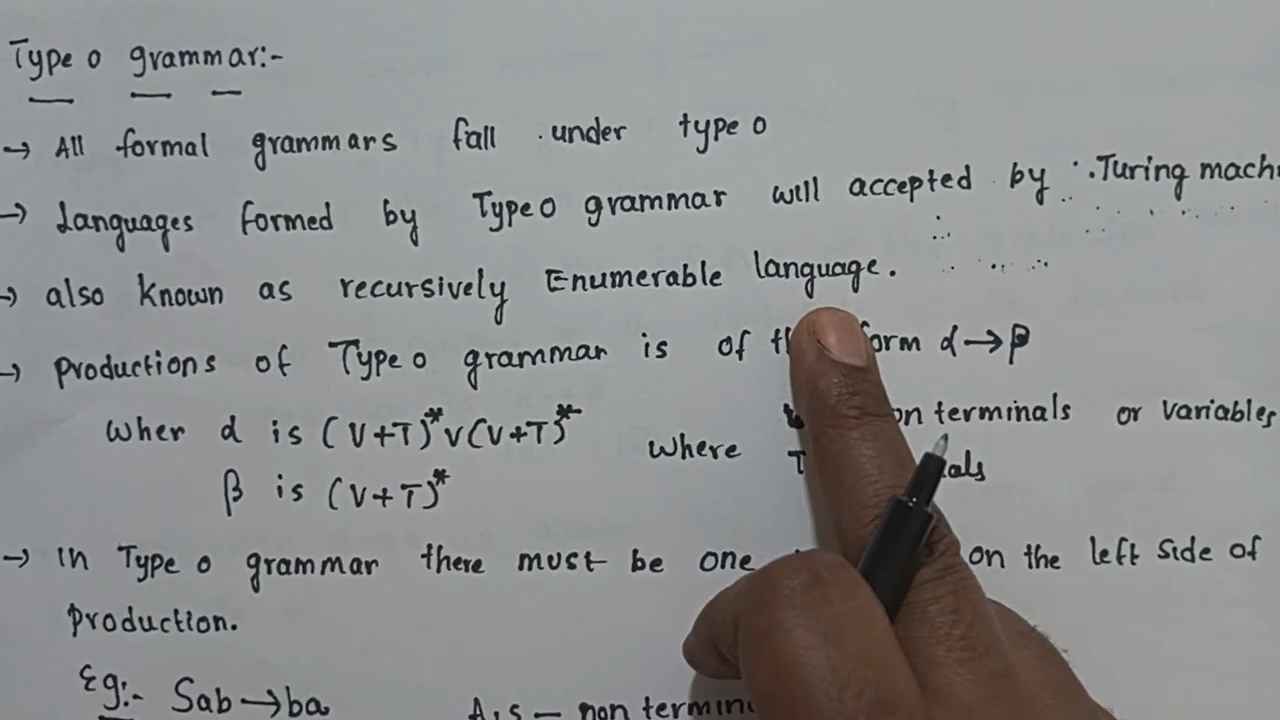 Type 0 grammar:-
→ All formal grammars fall under type 0
→ Languages formed by Type 0 grammar will accepted by Turing
→ also known as recursively Enumerable language.
→ Productions of Type 0 grammar is of form α→β
Wher α is (V+T)*V(V+T)* where terminals or variables
β is (V+T)* T
→ In Type 0 grammar there must be one on the left side of
production.
Eg:- Sab→ba A,S – non